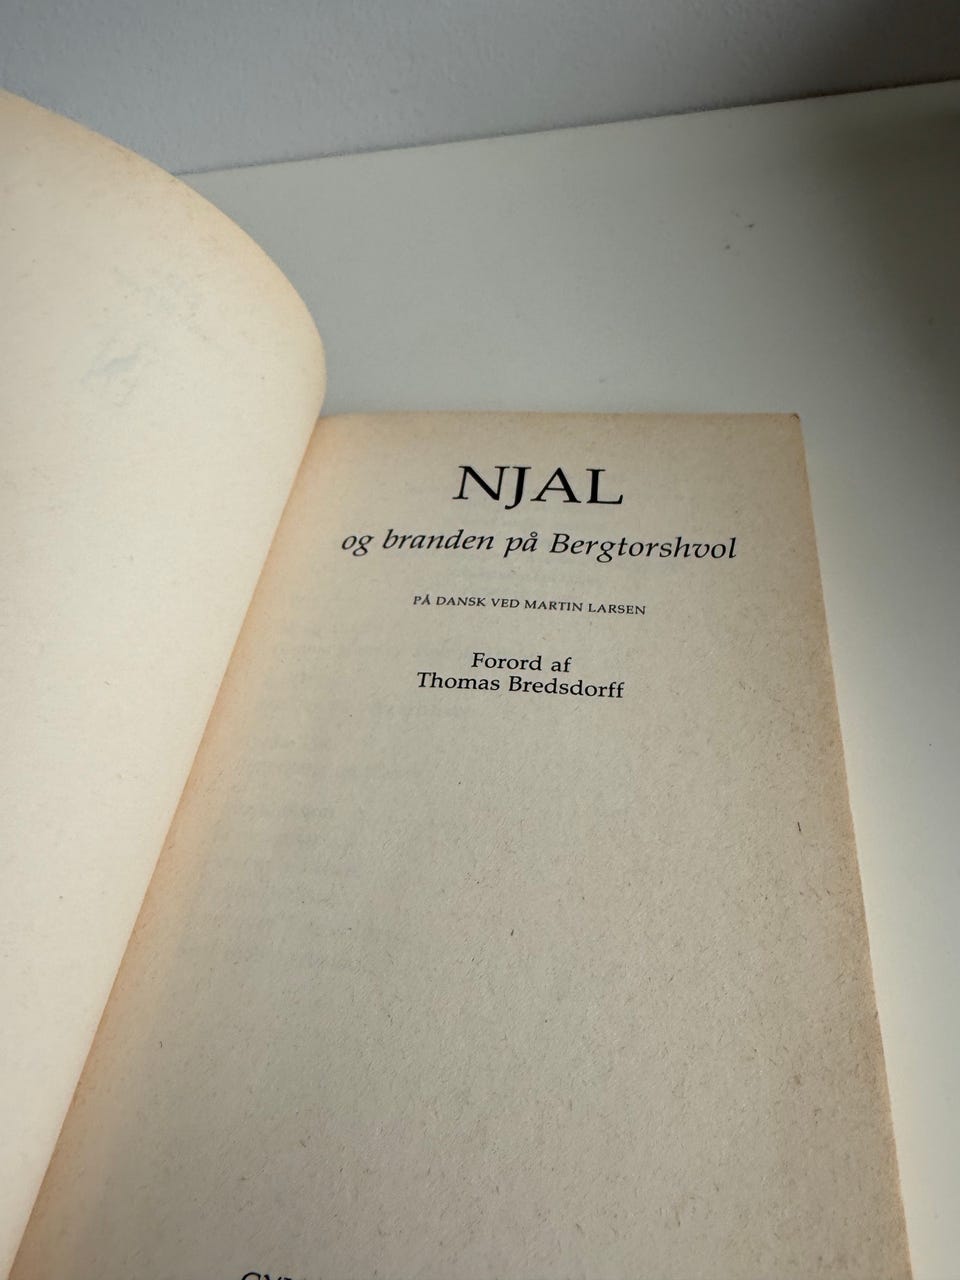 NJAL
og branden på Bergtorshvol
PÅ DANSK VED MARTIN LARSEN
Forord af
Thomas Bredsdorff